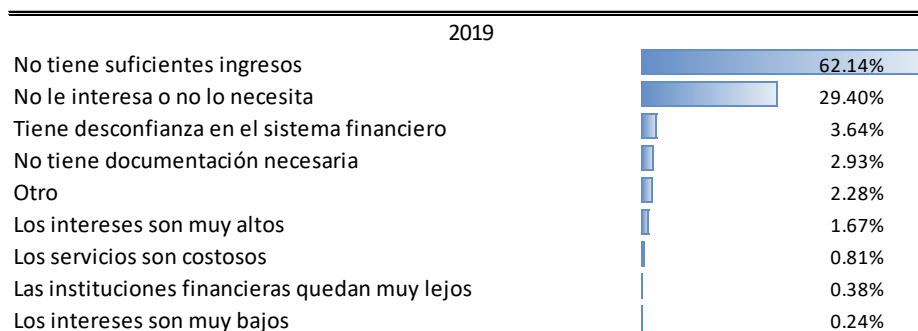 2019
No tiene suficientes ingresos 62.14%
No le interesa o no lo necesita 29.40%
Tiene desconfianza en el sistema financiero 3.64%
No tiene documentación necesaria 2.93%
Otro 2.28%
Los intereses son muy altos 1.67%
Los servicios son costosos 0.81%
Las instituciones financieras quedan muy lejos 0.38%
Los intereses son muy bajos 0.24%